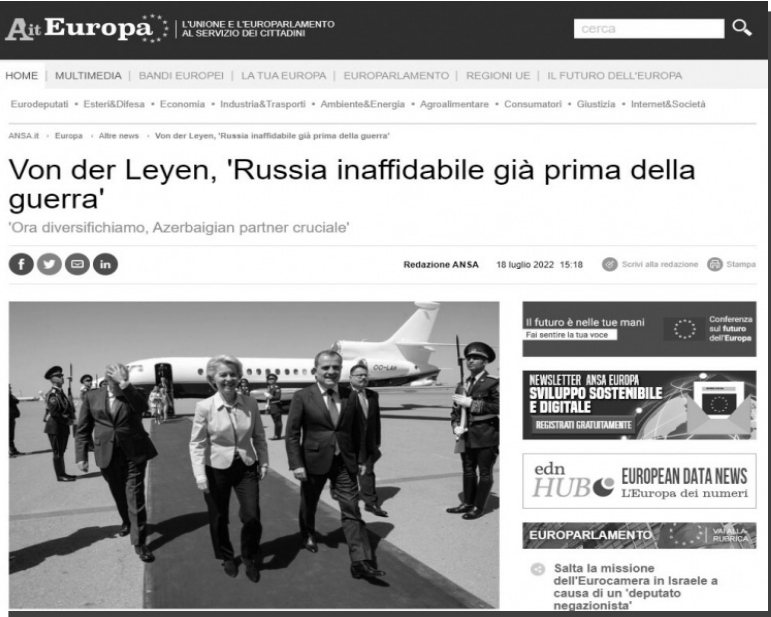 AitEuropa
L'UNIONE E L'EUROPARLAMENTO
AL SERVIZIO DEI CITTADINI
cerca
HOME | MULTIMEDIA | BANDI EUROPEI | LA TUA EUROPA | EUROPARLAMENTO | REGIONI UE | IL FUTURO DELL'EUROPA
Eurodeputati • Esteri&Difesa • Economia • Industria&Trasporti • Ambiente&Energia • Agroalimentare • Consumatori • Giustizia • Internet&Società
ANSA.it › Europa › Altre news › Von der Leyen, 'Russia inaffidabile già prima della guerra'
Von der Leyen, 'Russia inaffidabile già prima della
guerra'
'Ora diversifichiamo, Azerbaigian partner cruciale'
Redazione ANSA 18 luglio 2022 15:18 Scrivi alla redazione Stampa
OO-LAM
Il futuro è nelle tue mani
Fai sentire la tua voce
Conferenza
sul futuro
dell'Europa
NEWSLETTER ANSA EUROPA
SVILUPPO SOSTENIBILE
E DIGITALE
REGISTRATI GRATUITAMENTE
edn
HUB
EUROPEAN DATA NEWS
L'Europa dei numeri
EUROPARLAMENTO
VAI ALLA
RUBRICA
Salta la missione
dell'Eurocamera in Israele a
causa di un 'deputato
negazionista'